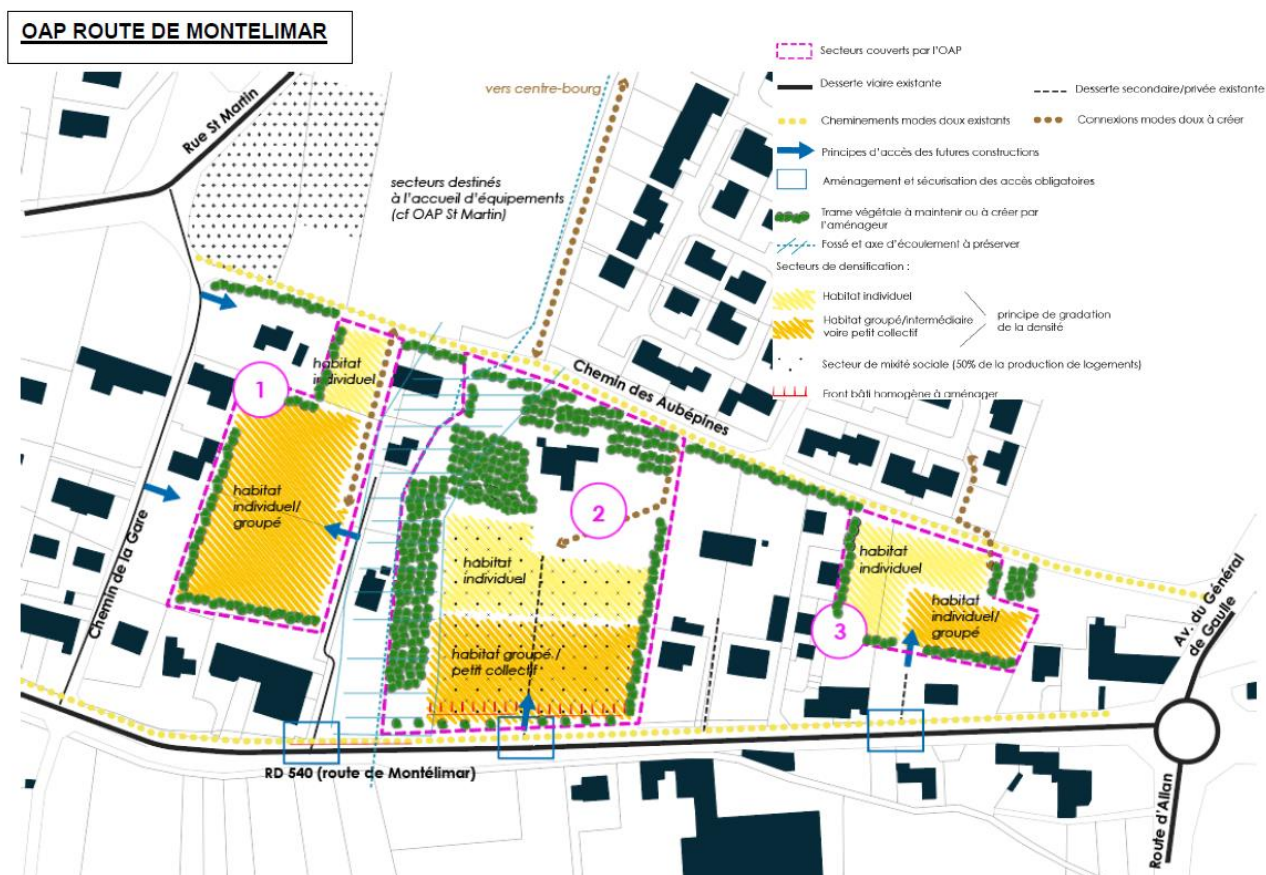 OAP ROUTE DE MONTELIMAR
Secteurs couverts par l'OAP
Desserte viaire existante
Desserte secondaire/privée existante
Cheminements modes doux existants
Connexions modes doux à créer
Principes d'accès des futures constructions
Aménagement et sécurisation des accès obligatoires
Trame végétale à maintenir ou à créer par
l'aménageur
Fossé et axe d'écoulement à préserver
Secteurs de densification :
Habitat individuel
Habitat groupé/intermédiaire
voire petit collectif
principe de gradation
de la densité
Secteur de mixité sociale (50% de la production de logements)
Front bâti homogène à aménager
Rue St Martin
vers centre-bourg
secteurs destinés
à l'accueil d'équipements
(cf OAP St Martin)
Chemin des Aubépines
1
habitat
individuel
habitat
individuel/
groupé
Chemin de la Gare
2
habitat
individuel
habitat groupé/
petit collectif
3
habitat
individuel
habitat
individuel/
groupé
Av. du Général
de Gaulle
RD 540 (route de Montélimar)
Route d'Allan